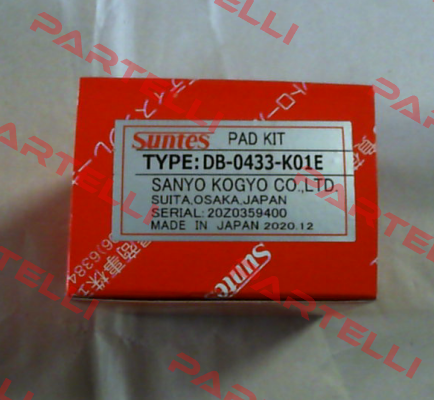 Suntes PAD KIT
TYPE: DB-0433-K01E
SANYO KOGYO CO.,LTD.
SUITA,OSAKA,JAPAN
SERIAL: 20Z0359400
MADE IN JAPAN 2020.12
Suntes
PARTELLI
PARTELLI
PARTELLI
PARTELLI